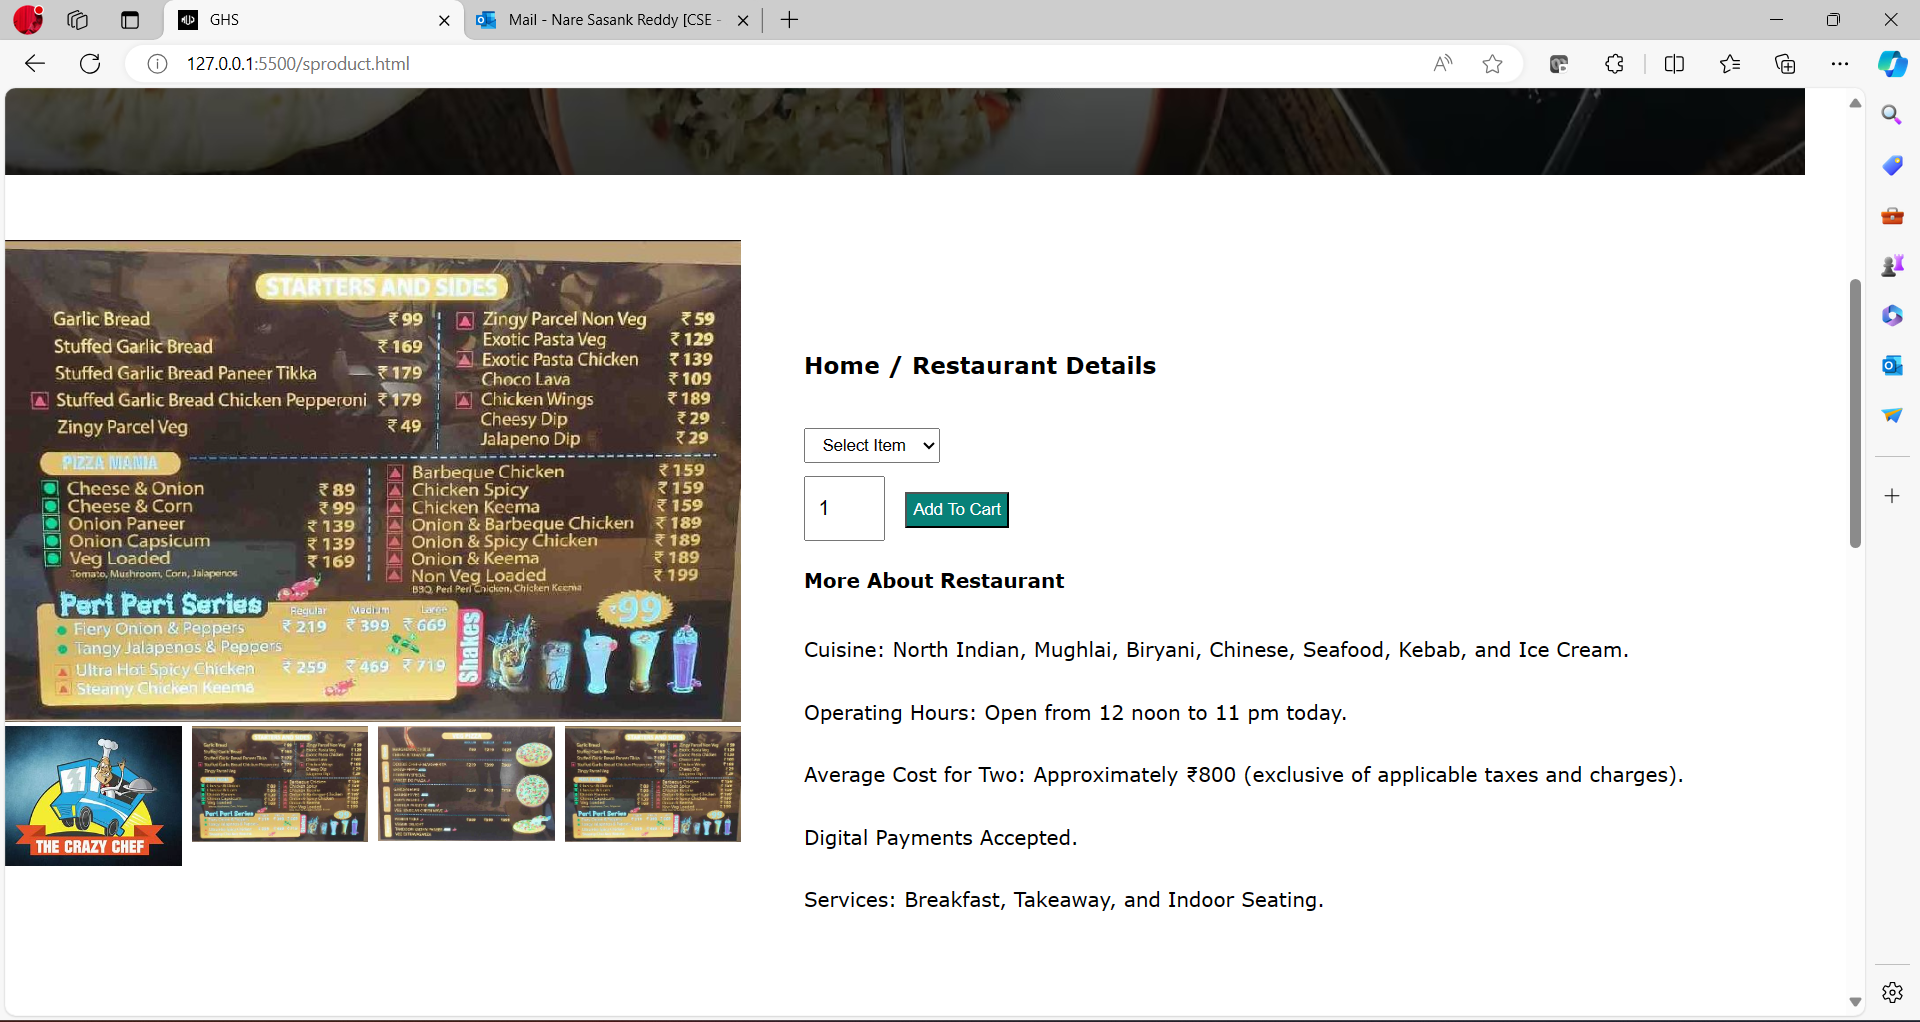 GHS
Mail - Nare Sasank Reddy [CSE -
127.0.0.1:5500/sproduct.html
STARTERS AND SIDES
Garlic Bread ₹99
Stuffed Garlic Bread ₹169
Stuffed Garlic Bread Paneer Tikka ₹179
Stuffed Garlic Bread Chicken Pepperoni ₹179
Zingy Parcel Veg ₹49
Zingy Parcel Non Veg ₹59
Exotic Pasta Veg ₹129
Exotic Pasta Chicken ₹139
Choco Lava ₹109
Chicken Wings ₹189
Cheesy Dip ₹29
Jalapeno Dip ₹29
PIZZA MANIA
Cheese & Onion ₹89
Cheese & Corn ₹99
Onion Paneer ₹139
Onion Capsicum ₹139
Veg Loaded ₹169
Tomato, Mushroom, Corn, Jalapenos
Barbeque Chicken ₹159
Chicken Spicy ₹159
Chicken Keema ₹159
Onion & Barbeque Chicken ₹189
Onion & Spicy Chicken ₹189
Onion & Keema ₹189
Non Veg Loaded ₹199
BBQ, Peri Peri Chicken, Chicken Keema
Peri Peri Series
Regular Medium Large
Fiery Onion & Peppers ₹219 ₹399 ₹669
Tangy Jalapenos & Peppers
Ultra Hot Spicy Chicken ₹259 ₹469 ₹719
Steamy Chicken Keema
Shakes
₹99
THE CRAZY CHEF
Home / Restaurant Details
Select Item
1
Add To Cart
More About Restaurant
Cuisine: North Indian, Mughlai, Biryani, Chinese, Seafood, Kebab, and Ice Cream.
Operating Hours: Open from 12 noon to 11 pm today.
Average Cost for Two: Approximately ₹800 (exclusive of applicable taxes and charges).
Digital Payments Accepted.
Services: Breakfast, Takeaway, and Indoor Seating.